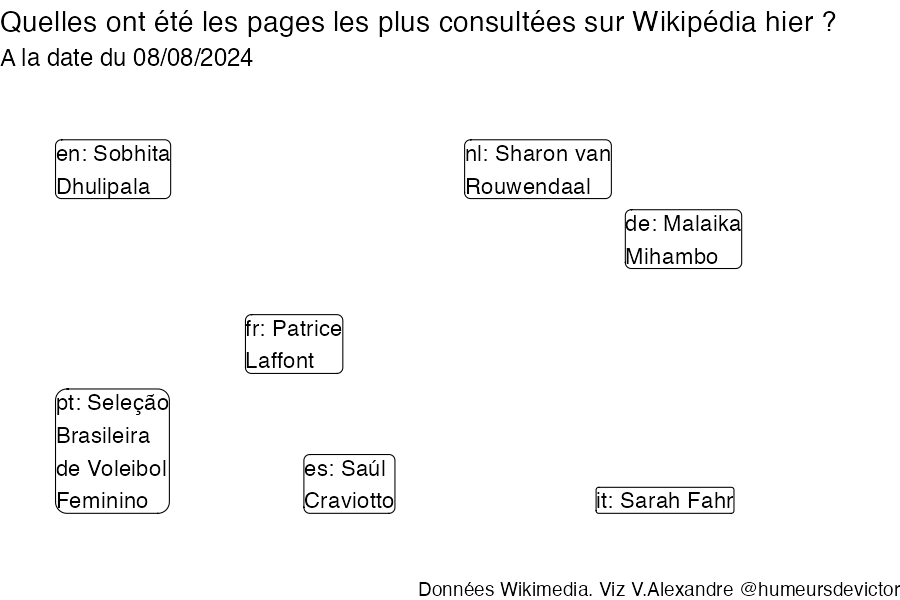 Quelles ont été les pages les plus consultées sur Wikipédia hier ?
A la date du 08/08/2024
en: Sobhita
Dhulipala
nl: Sharon van
Rouwendaal
de: Malaika
Mihambo
fr: Patrice
Laffont
pt: Seleção
Brasileira
de Voleibol
Feminino
es: Saúl
Craviotto
it: Sarah Fahr
Données Wikimedia. Viz V.Alexandre @humeursdevictor